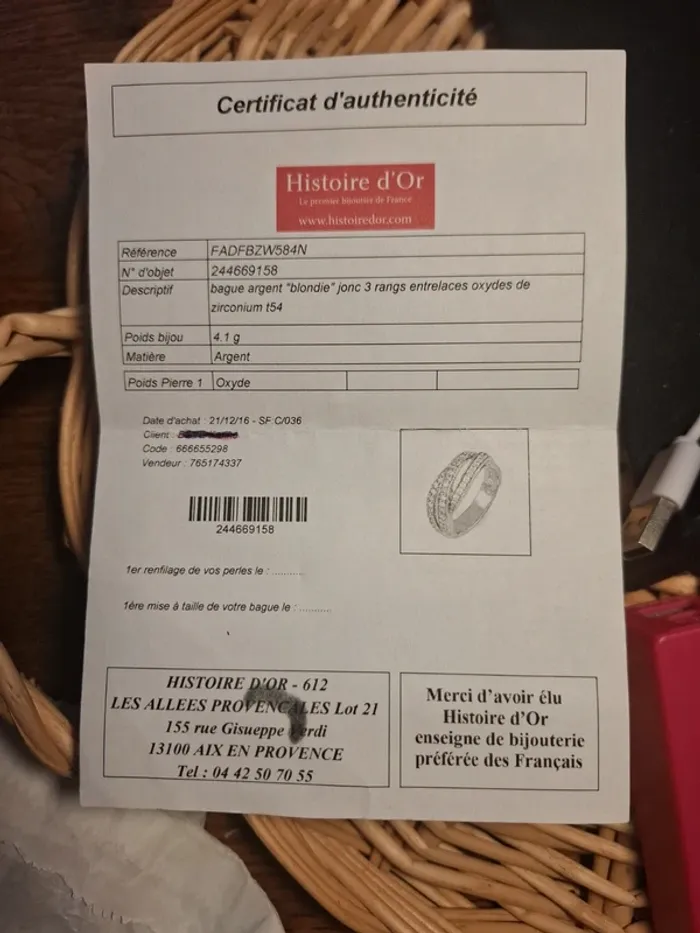 Certificat d'authenticité
Histoire d'Or
Le premier bijoutier de France
www.histoiredor.com
Référence FADFBZW584N
N° d'objet 244669158
Descriptif bague argent "blondie" jonc 3 rangs entrelaces oxydes de
zirconium t54
Poids bijou 4.1 g
Matière Argent
Poids Pierre 1 Oxyde
Date d'achat : 21/12/16 - SF:C/036
Client :
Code : 666655298
Vendeur : 765174337
244669158
1er renfilage de vos perles le : ..........
1ère mise à taille de votre bague le : ..........
HISTOIRE D'OR - 612
LES ALLEES PROVENCALES Lot 21
155 rue Gisueppe Verdi
13100 AIX EN PROVENCE
Tel : 04 42 50 70 55
Merci d'avoir élu
Histoire d'Or
enseigne de bijouterie
préférée des Français